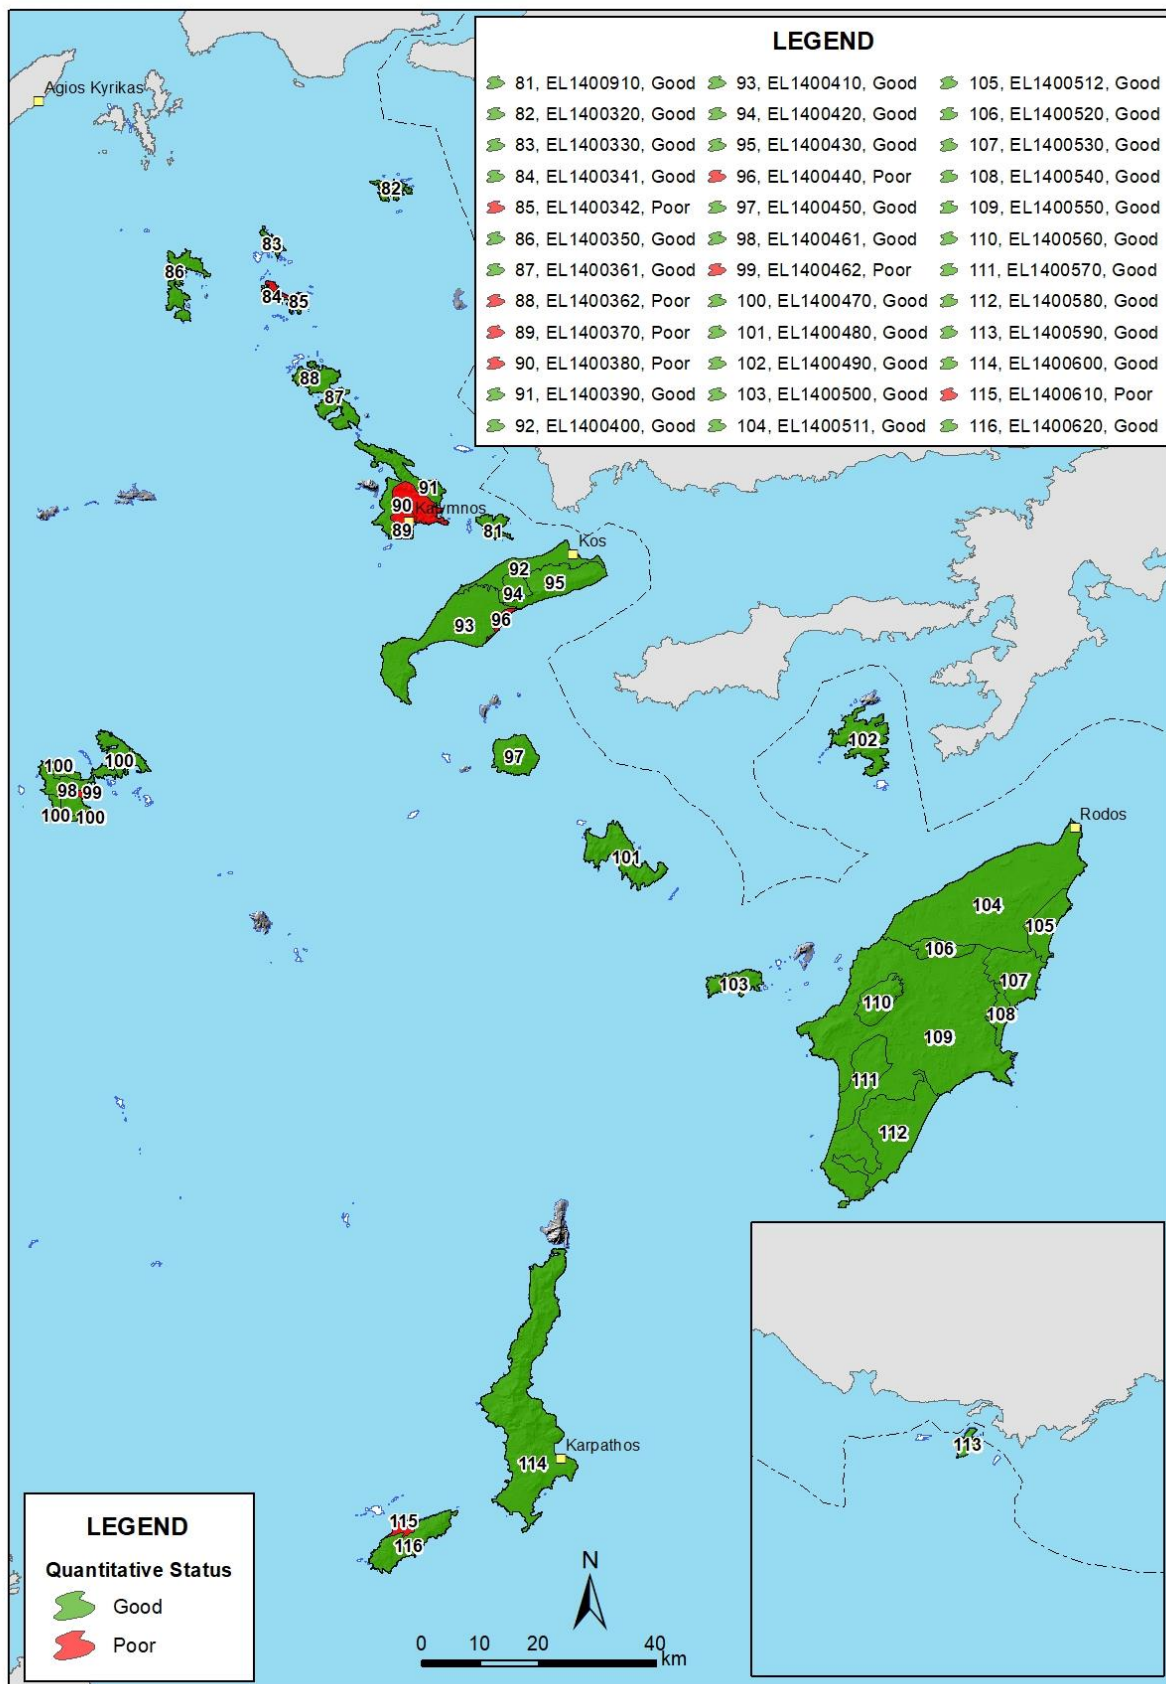 LEGEND
81, EL1400910, Good
82, EL1400320, Good
83, EL1400330, Good
84, EL1400341, Good
85, EL1400342, Poor
86, EL1400350, Good
87, EL1400361, Good
88, EL1400362, Poor
89, EL1400370, Poor
90, EL1400380, Poor
91, EL1400390, Good
92, EL1400400, Good
93, EL1400410, Good
94, EL1400420, Good
95, EL1400430, Good
96, EL1400440, Poor
97, EL1400450, Good
98, EL1400461, Good
99, EL1400462, Poor
100, EL1400470, Good
101, EL1400480, Good
102, EL1400490, Good
103, EL1400500, Good
104, EL1400511, Good
105, EL1400512, Good
106, EL1400520, Good
107, EL1400530, Good
108, EL1400540, Good
109, EL1400550, Good
110, EL1400560, Good
111, EL1400570, Good
112, EL1400580, Good
113, EL1400590, Good
114, EL1400600, Good
115, EL1400610, Poor
116, EL1400620, Good
Agios Kyrikas
82
83
86
84
85
88
87
91
90
Kalymnos
89
81
Kos
92
95
94
96
93
102
97
100
100
98
99
100
100
Rodos
101
104
105
106
107
103
110
108
109
111
112
113
Karpathos
114
115
116
LEGEND
Quantitative Status
Good
Poor
N
0 10 20 40
km